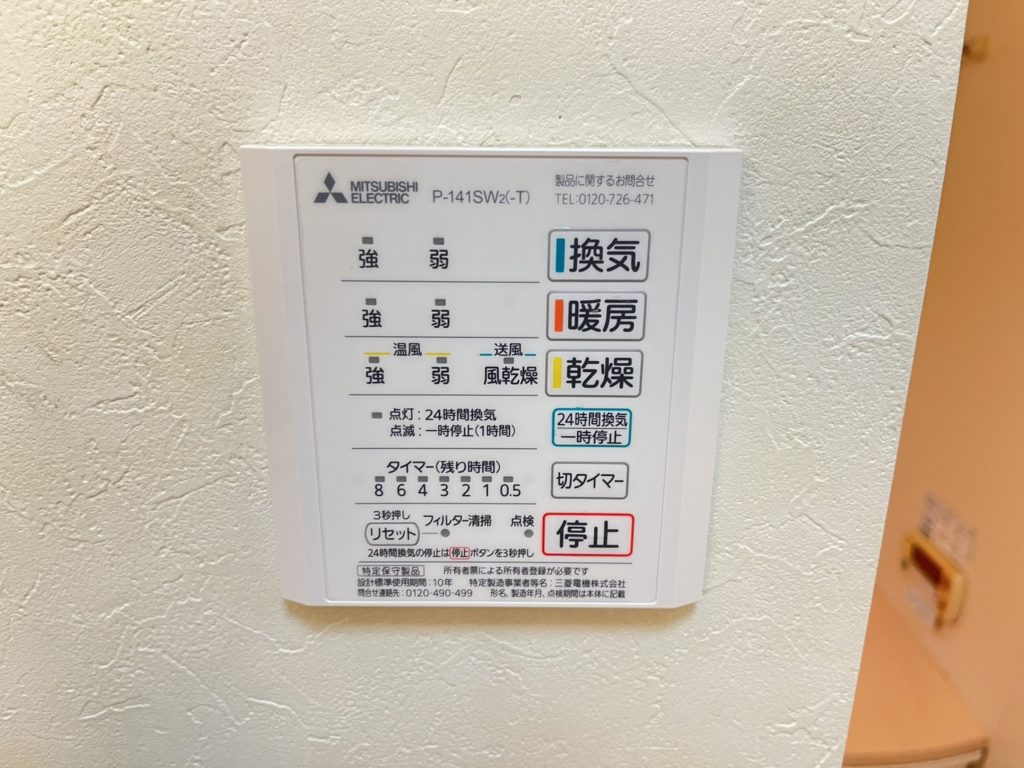 MITSUBISHI ELECTRIC P-141SW2(-T)
製品に関するお問合せ
TEL:0120-726-471
強 弱 換気
強 弱 暖房
温風 送風
強 弱 風乾燥 乾燥
点灯：24時間換気
点滅：一時停止(1時間)
24時間換気
一時停止
タイマー(残り時間)
8 6 4 3 2 1 0.5
切タイマー
3秒押し
リセット フィルター清掃 点検
停止
24時間換気の停止は停止ボタンを3秒押し
特定保守製品 所有者票による所有者登録が必要です
設計標準使用期間：10年 特定製造事業者等名：三菱電機株式会社
問合せ連絡先：0120-490-499 形名、製造年月、点検期間は本体に記載